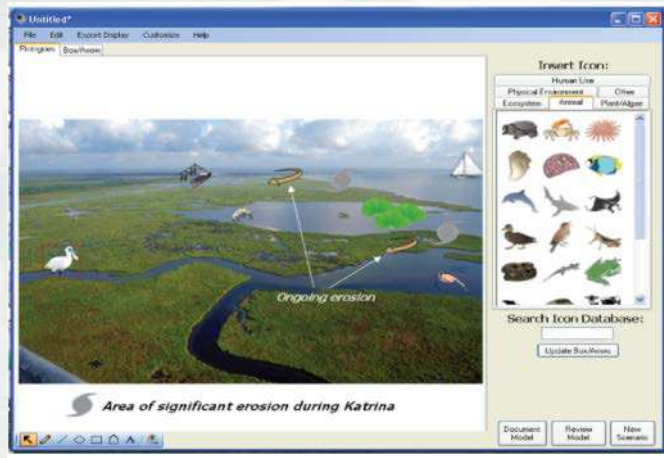 Untitled*
File Edit Export Display Customize Help
Pictogram Box/Arrow
Insert Icon:
Human Use
Physical Environment Other
Ecosystem Animal Plant/Algae
Ongoing erosion
Search Icon Database:
Update Box/Arrow
Area of significant erosion during Katrina
Document Model
Review Model
New Scenario